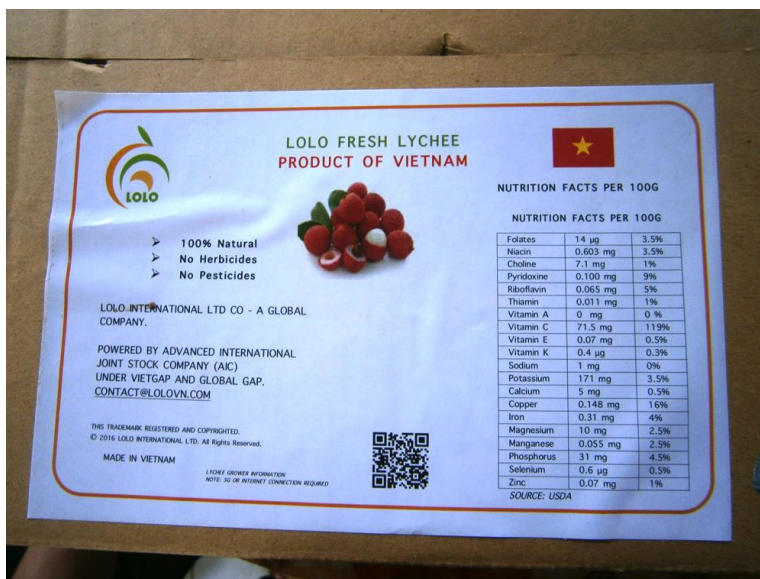 LOLO
LOLO FRESH LYCHEE
PRODUCT OF VIETNAM
100% Natural
No Herbicides
No Pesticides
LOLO INTERNATIONAL LTD CO - A GLOBAL
COMPANY.
POWERED BY ADVANCED INTERNATIONAL
JOINT STOCK COMPANY (AIC)
UNDER VIETGAP AND GLOBAL GAP.
CONTACT@LOLOVN.COM
THIS TRADEMARK REGISTERED AND COPYRIGHTED.
© 2016 LOLO INTERNATIONAL LTD. All Rights Reserved.
MADE IN VIETNAM
LYCHEE GROWER INFORMATION
NOTE: 3G OR INTERNET CONNECTION REQUIRED
NUTRITION FACTS PER 100G
NUTRITION FACTS PER 100G
Folates 14 µg 3.5%
Niacin 0.603 mg 3.5%
Choline 7.1 mg 1%
Pyridoxine 0.100 mg 9%
Riboflavin 0.065 mg 5%
Thiamin 0.011 mg 1%
Vitamin A 0 mg 0 %
Vitamin C 71.5 mg 119%
Vitamin E 0.07 mg 0.5%
Vitamin K 0.4 µg 0.3%
Sodium 1 mg 0%
Potassium 171 mg 3.5%
Calcium 5 mg 0.5%
Copper 0.148 mg 16%
Iron 0.31 mg 4%
Magnesium 10 mg 2.5%
Manganese 0.055 mg 2.5%
Phosphorus 31 mg 4.5%
Selenium 0.6 µg 0.5%
Zinc 0.07 mg 1%
SOURCE: USDA